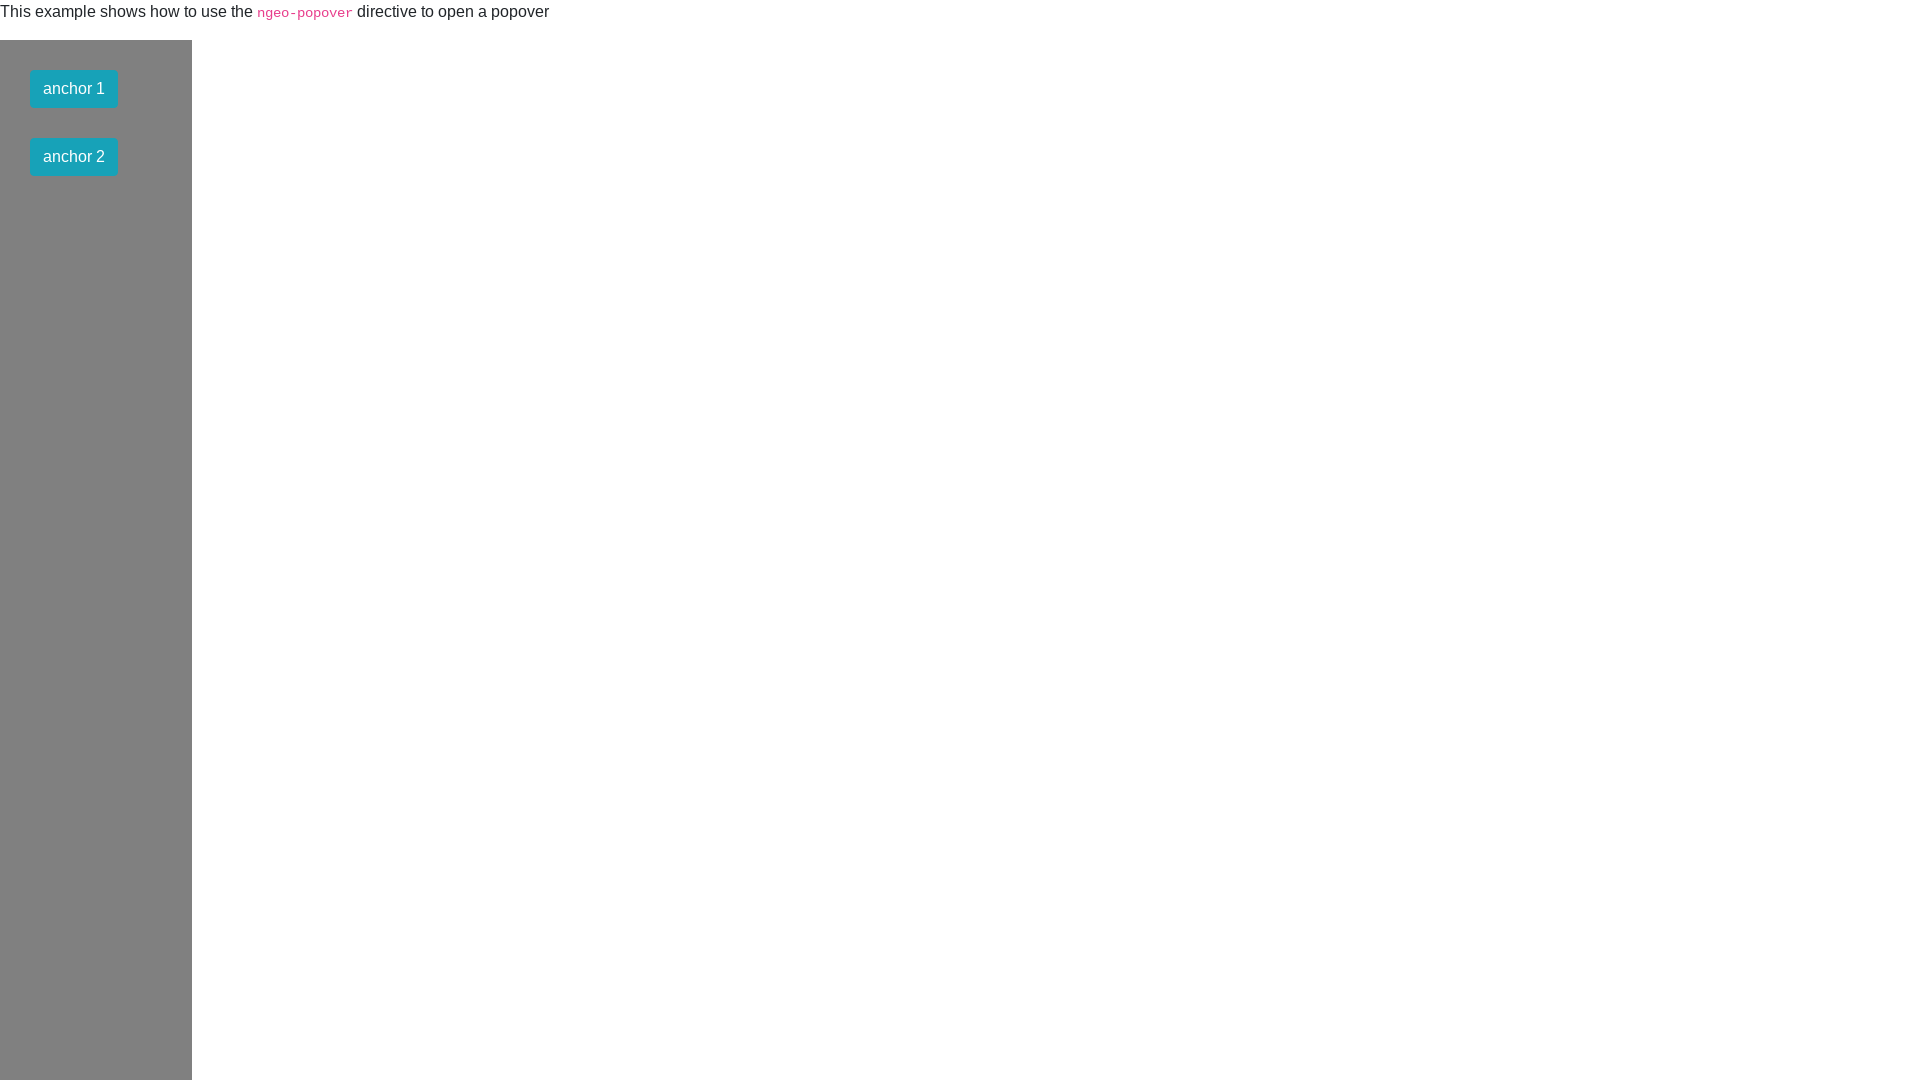 This example shows how to use the ngeo-popover directive to open a popover
anchor 1
anchor 2